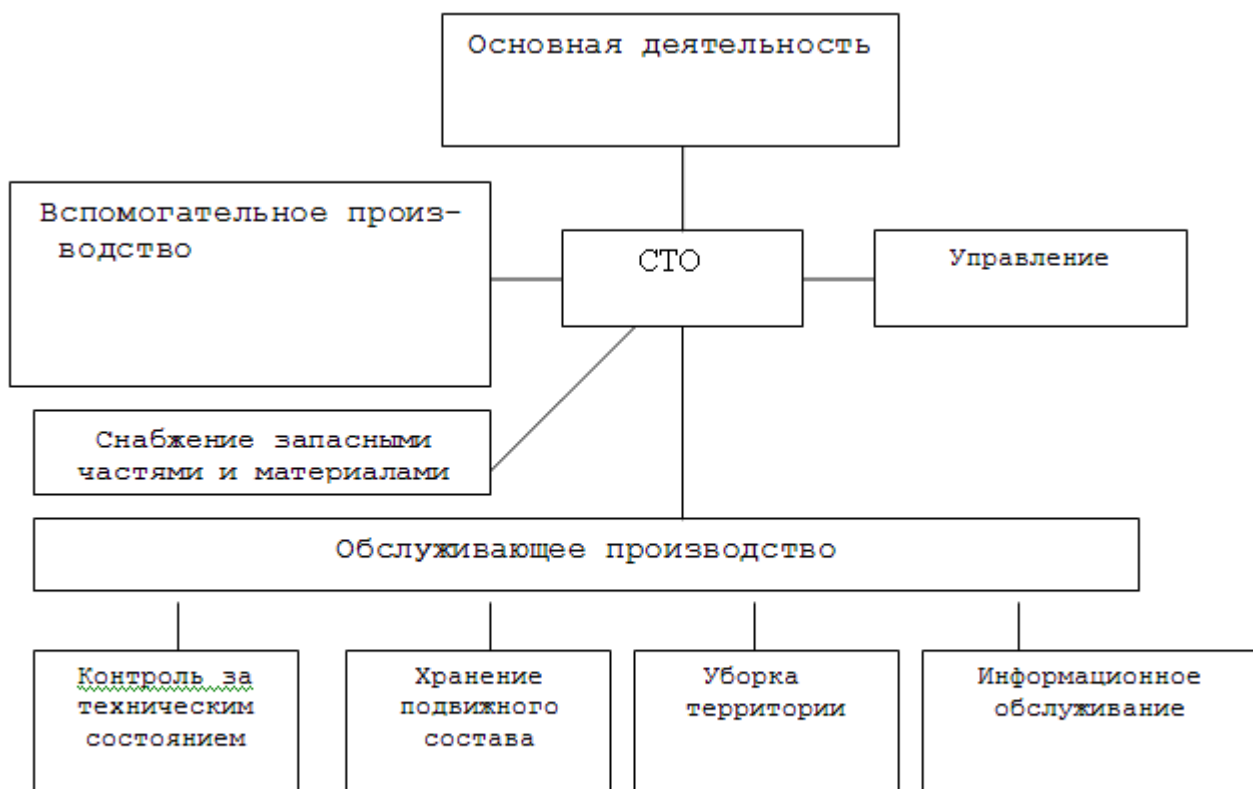 Основная деятельность
Вспомогательное произ-
водство
СТО
Управление
Снабжение запасными
частями и материалами
Обслуживающее производство
Контроль за
техническим
состоянием
Хранение
подвижного
состава
Уборка
территории
Информационное
обслуживание